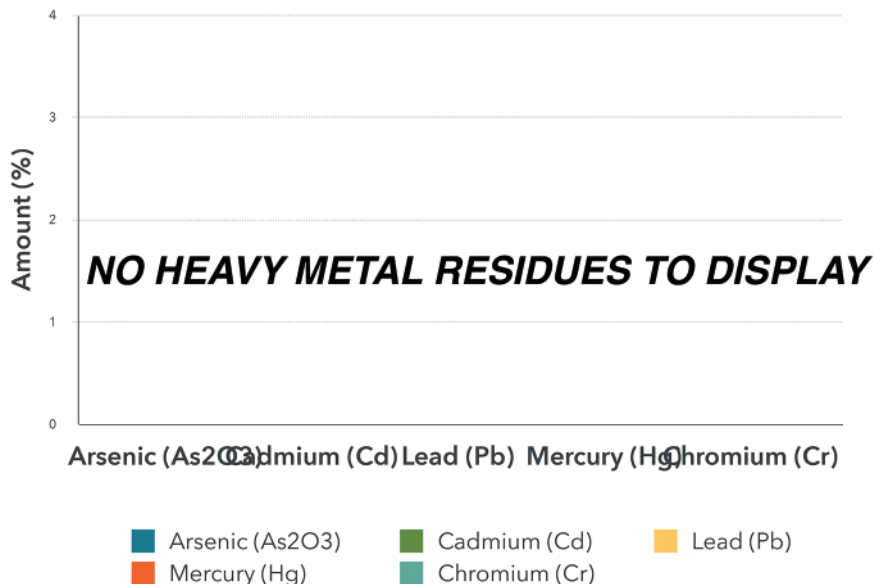 4
3
2
1
0
Amount (%)
NO HEAVY METAL RESIDUES TO DISPLAY
Arsenic (As2O3) Cadmium (Cd) Lead (Pb) Mercury (Hg) Chromium (Cr)
Arsenic (As2O3) Cadmium (Cd) Lead (Pb)
Mercury (Hg) Chromium (Cr)